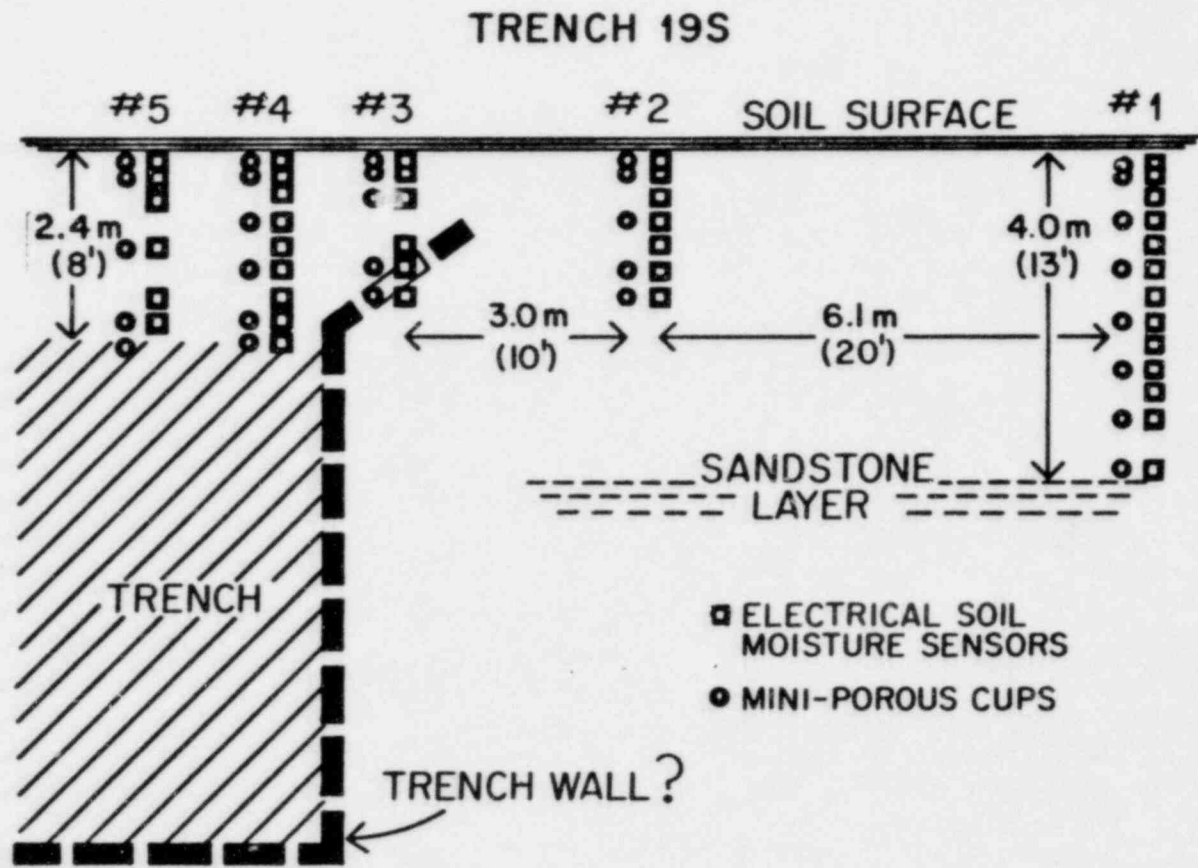 TRENCH 19S
#5 #4 #3 #2 SOIL SURFACE #1
2.4 m
(8')
4.0 m
(13')
3.0 m
(10')
6.1 m
(20')
SANDSTONE
LAYER
TRENCH
ELECTRICAL SOIL
MOISTURE SENSORS
MINI-POROUS CUPS
TRENCH WALL?